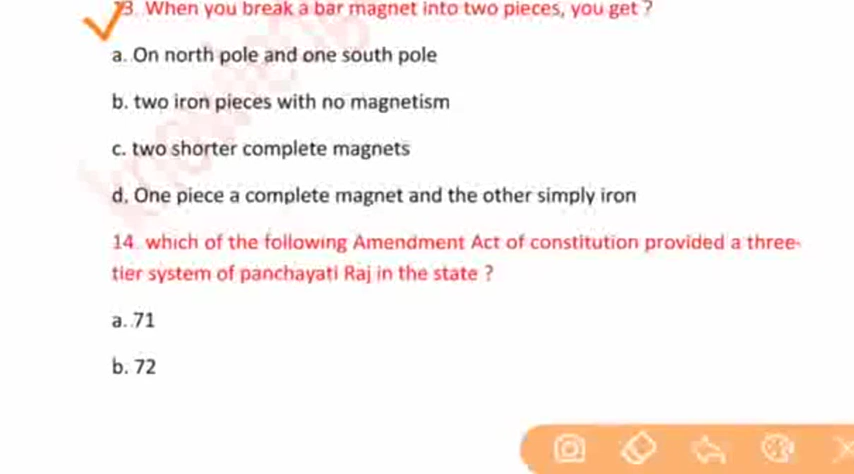 13. When you break a bar magnet into two pieces, you get ?
a. On north pole and one south pole
b. two iron pieces with no magnetism
c. two shorter complete magnets
d. One piece a complete magnet and the other simply iron
14. which of the following Amendment Act of constitution provided a three-
tier system of panchayati Raj in the state ?
a. 71
b. 72